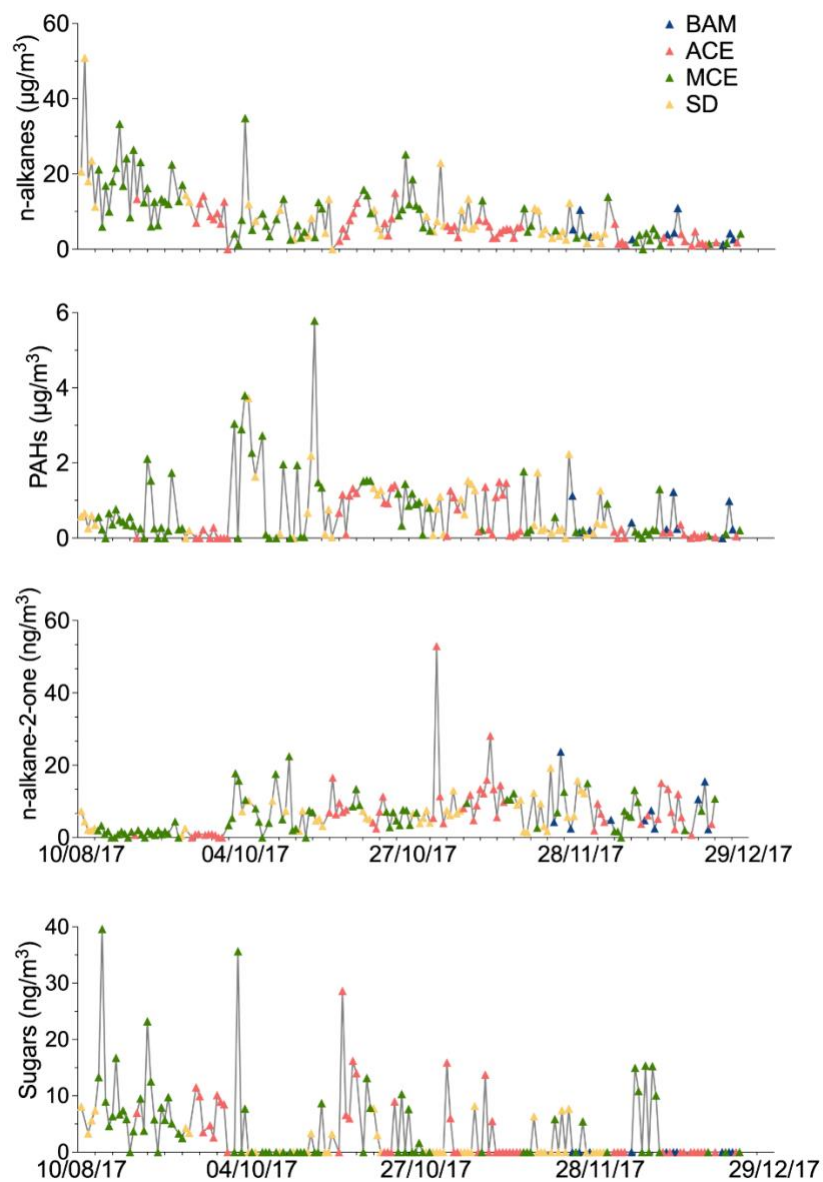 n-alkanes (μg/m³)
60
40
20
0
BAM
ACE
MCE
SD
PAHs (μg/m³)
6
4
2
0
n-alkane-2-one (ng/m³)
60
40
20
0
10/08/17 04/10/17 27/10/17 28/11/17 29/12/17
Sugars (ng/m³)
40
30
20
10
0
10/08/17 04/10/17 27/10/17 28/11/17 29/12/17